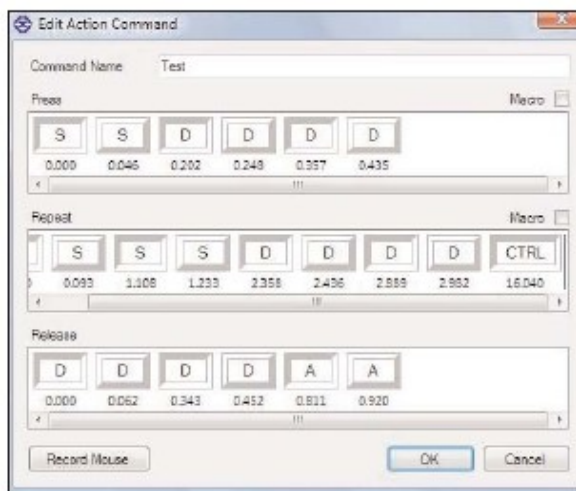 Edit Action Command
Command Name Test
Press Macro
S S D D D D
0.000 0.046 0.202 0.248 0.357 0.435
Repeat Macro
S S S D D D D CTRL
0.093 1.108 1.233 2.358 2.436 2.982 16.040
Release
D D D D A A
0.000 0.062 0.343 0.452 0.811 0.920
Record Mouse OK Cancel